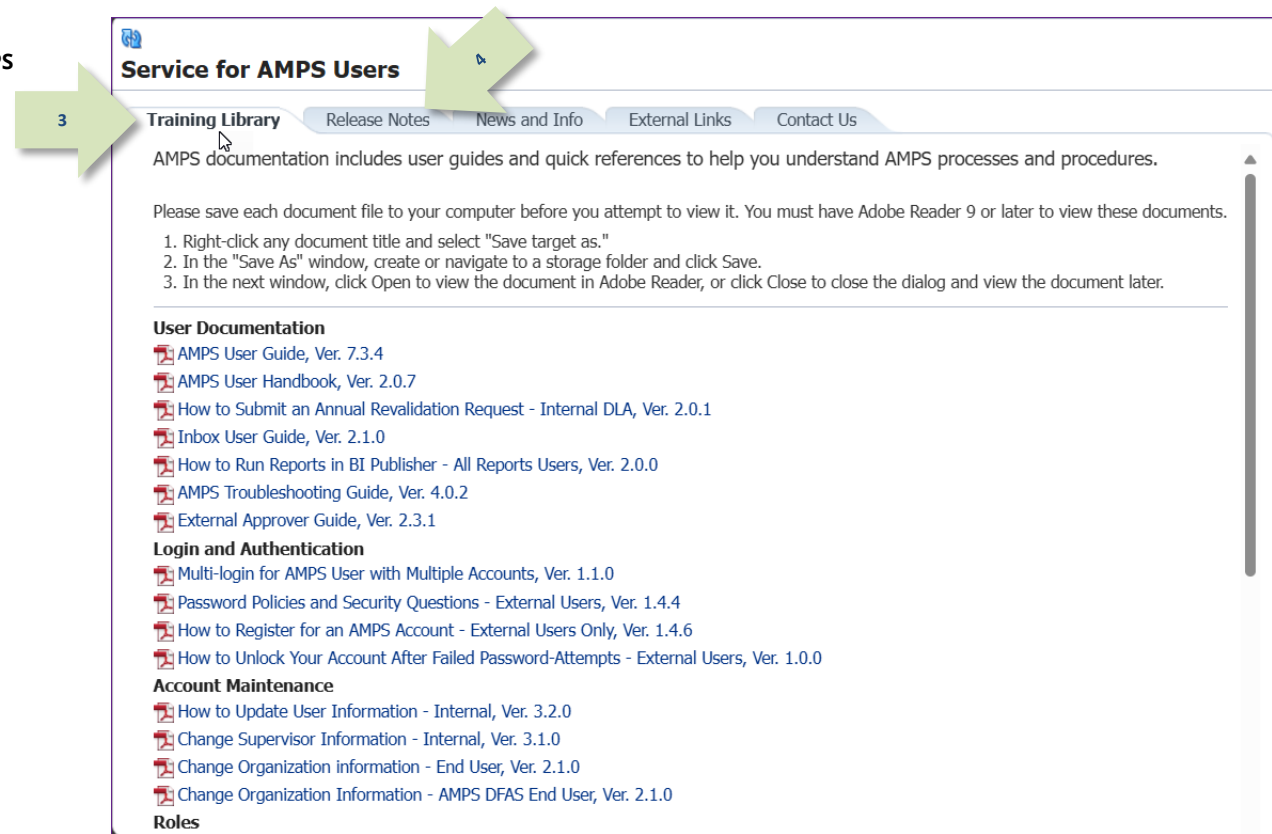 PS
Service for AMPS Users
4
3
Training Library Release Notes News and Info External Links Contact Us
AMPS documentation includes user guides and quick references to help you understand AMPS processes and procedures.
Please save each document file to your computer before you attempt to view it. You must have Adobe Reader 9 or later to view these documents.
1. Right-click any document title and select "Save target as."
2. In the "Save As" window, create or navigate to a storage folder and click Save.
3. In the next window, click Open to view the document in Adobe Reader, or click Close to close the dialog and view the document later.
User Documentation
AMPS User Guide, Ver. 7.3.4
AMPS User Handbook, Ver. 2.0.7
How to Submit an Annual Revalidation Request - Internal DLA, Ver. 2.0.1
Inbox User Guide, Ver. 2.1.0
How to Run Reports in BI Publisher - All Reports Users, Ver. 2.0.0
AMPS Troubleshooting Guide, Ver. 4.0.2
External Approver Guide, Ver. 2.3.1
Login and Authentication
Multi-login for AMPS User with Multiple Accounts, Ver. 1.1.0
Password Policies and Security Questions - External Users, Ver. 1.4.4
How to Register for an AMPS Account - External Users Only, Ver. 1.4.6
How to Unlock Your Account After Failed Password-Attempts - External Users, Ver. 1.0.0
Account Maintenance
How to Update User Information - Internal, Ver. 3.2.0
Change Supervisor Information - Internal, Ver. 3.1.0
Change Organization information - End User, Ver. 2.1.0
Change Organization Information - AMPS DFAS End User, Ver. 2.1.0
Roles